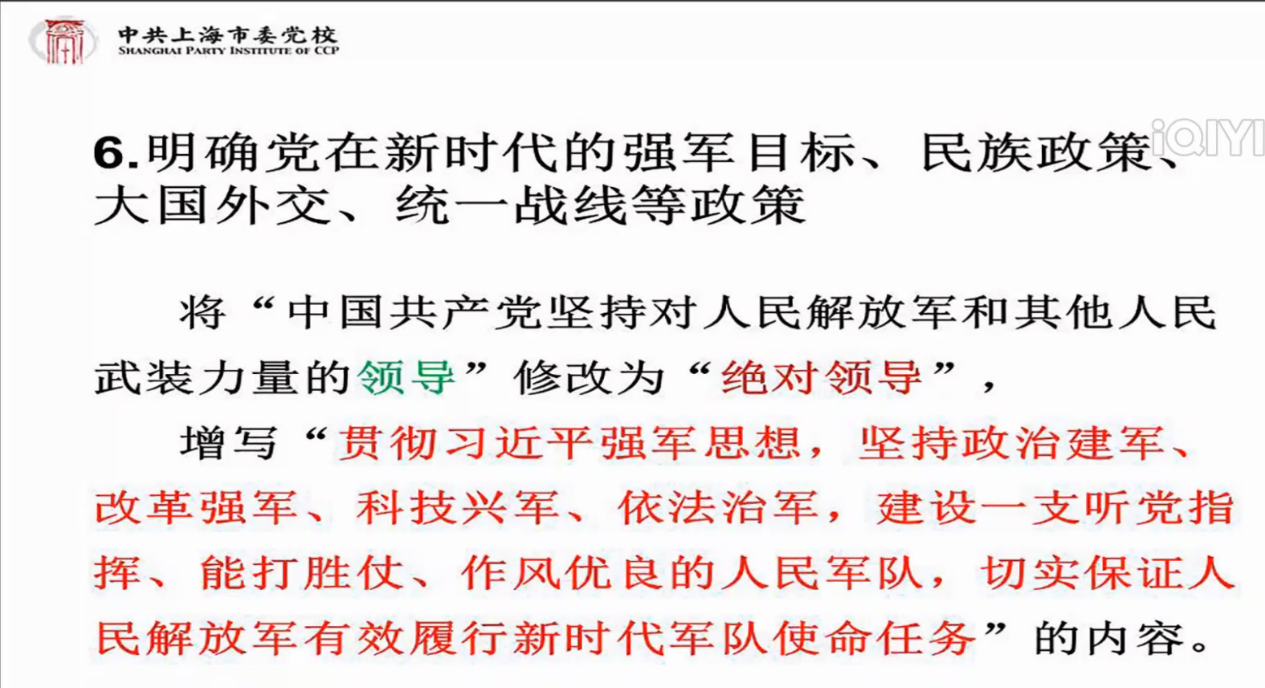 中共上海市委党校
SHANGHAI PARTY INSTITUTE OF CCP
iQIYI
6.明确党在新时代的强军目标、民族政策、
大国外交、统一战线等政策
将“中国共产党坚持对人民解放军和其他人民
武装力量的领导”修改为“绝对领导”，
增写“贯彻习近平强军思想，坚持政治建军、
改革强军、科技兴军、依法治军，建设一支听党指
挥、能打胜仗、作风优良的人民军队，切实保证人
民解放军有效履行新时代军队使命任务”的内容。